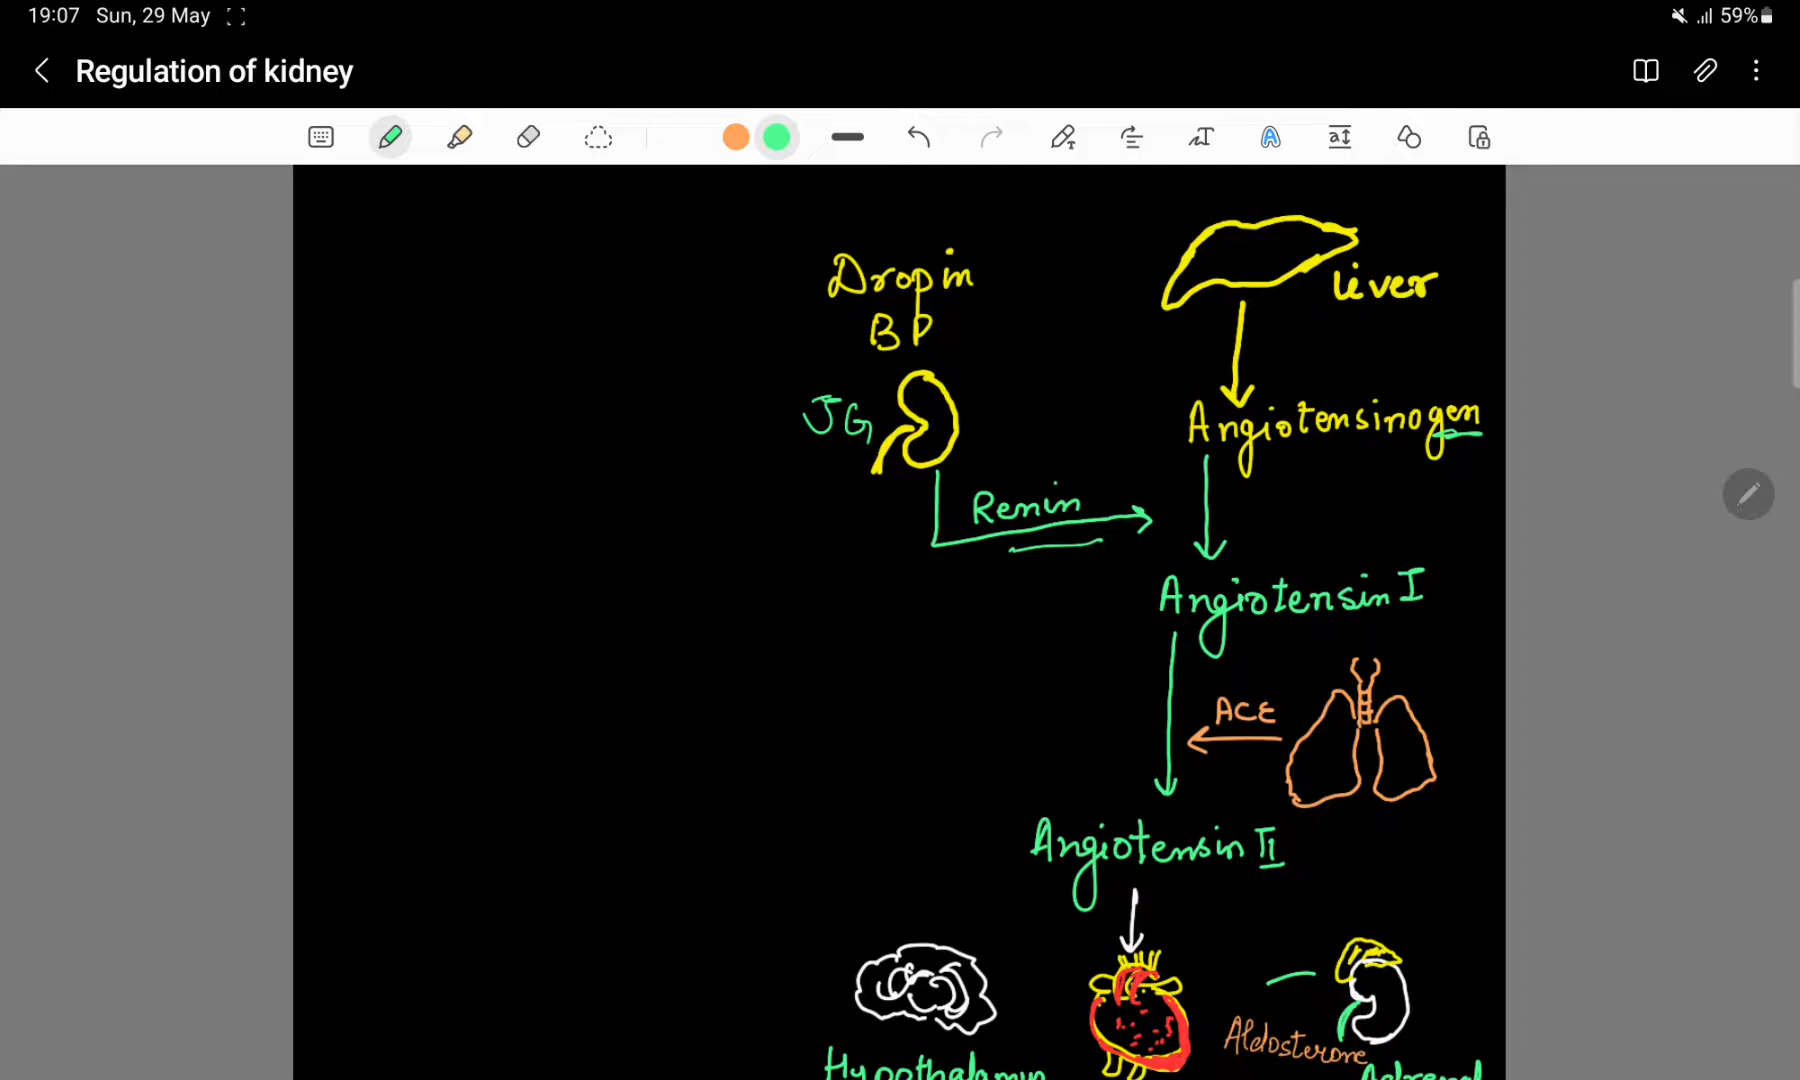 19:07 Sun, 29 May
59%
Regulation of kidney
Drop in
BP
liver
JG
Angiotensinogen
Renin
Angiotensin I
ACE
Angiotensin II
Aldosterone
Adrenal